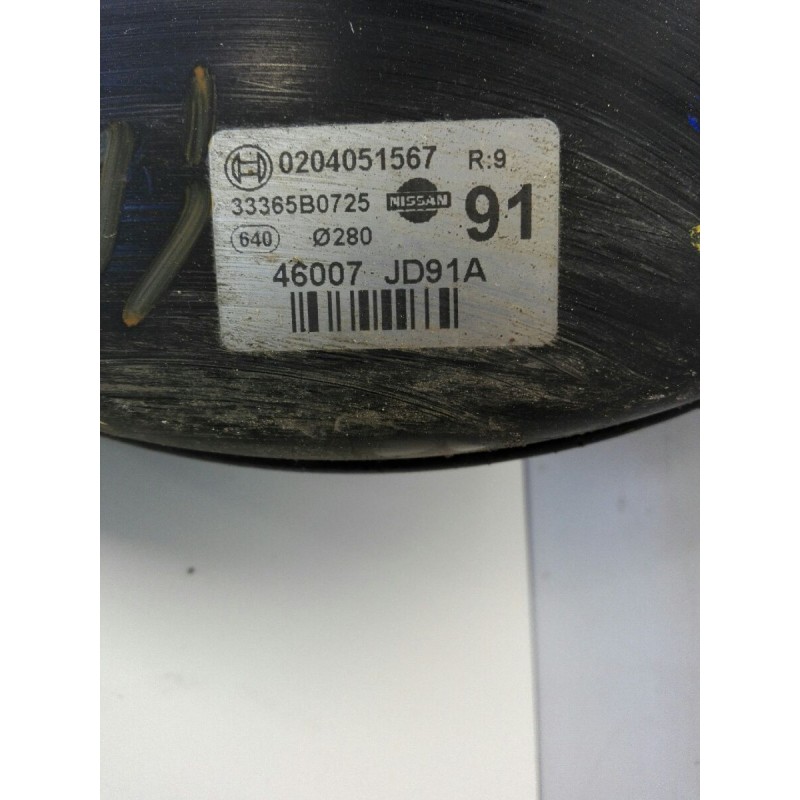 0204051567 R:9
33365B0725 NISSAN 91
640 Ø280
46007 JD91A